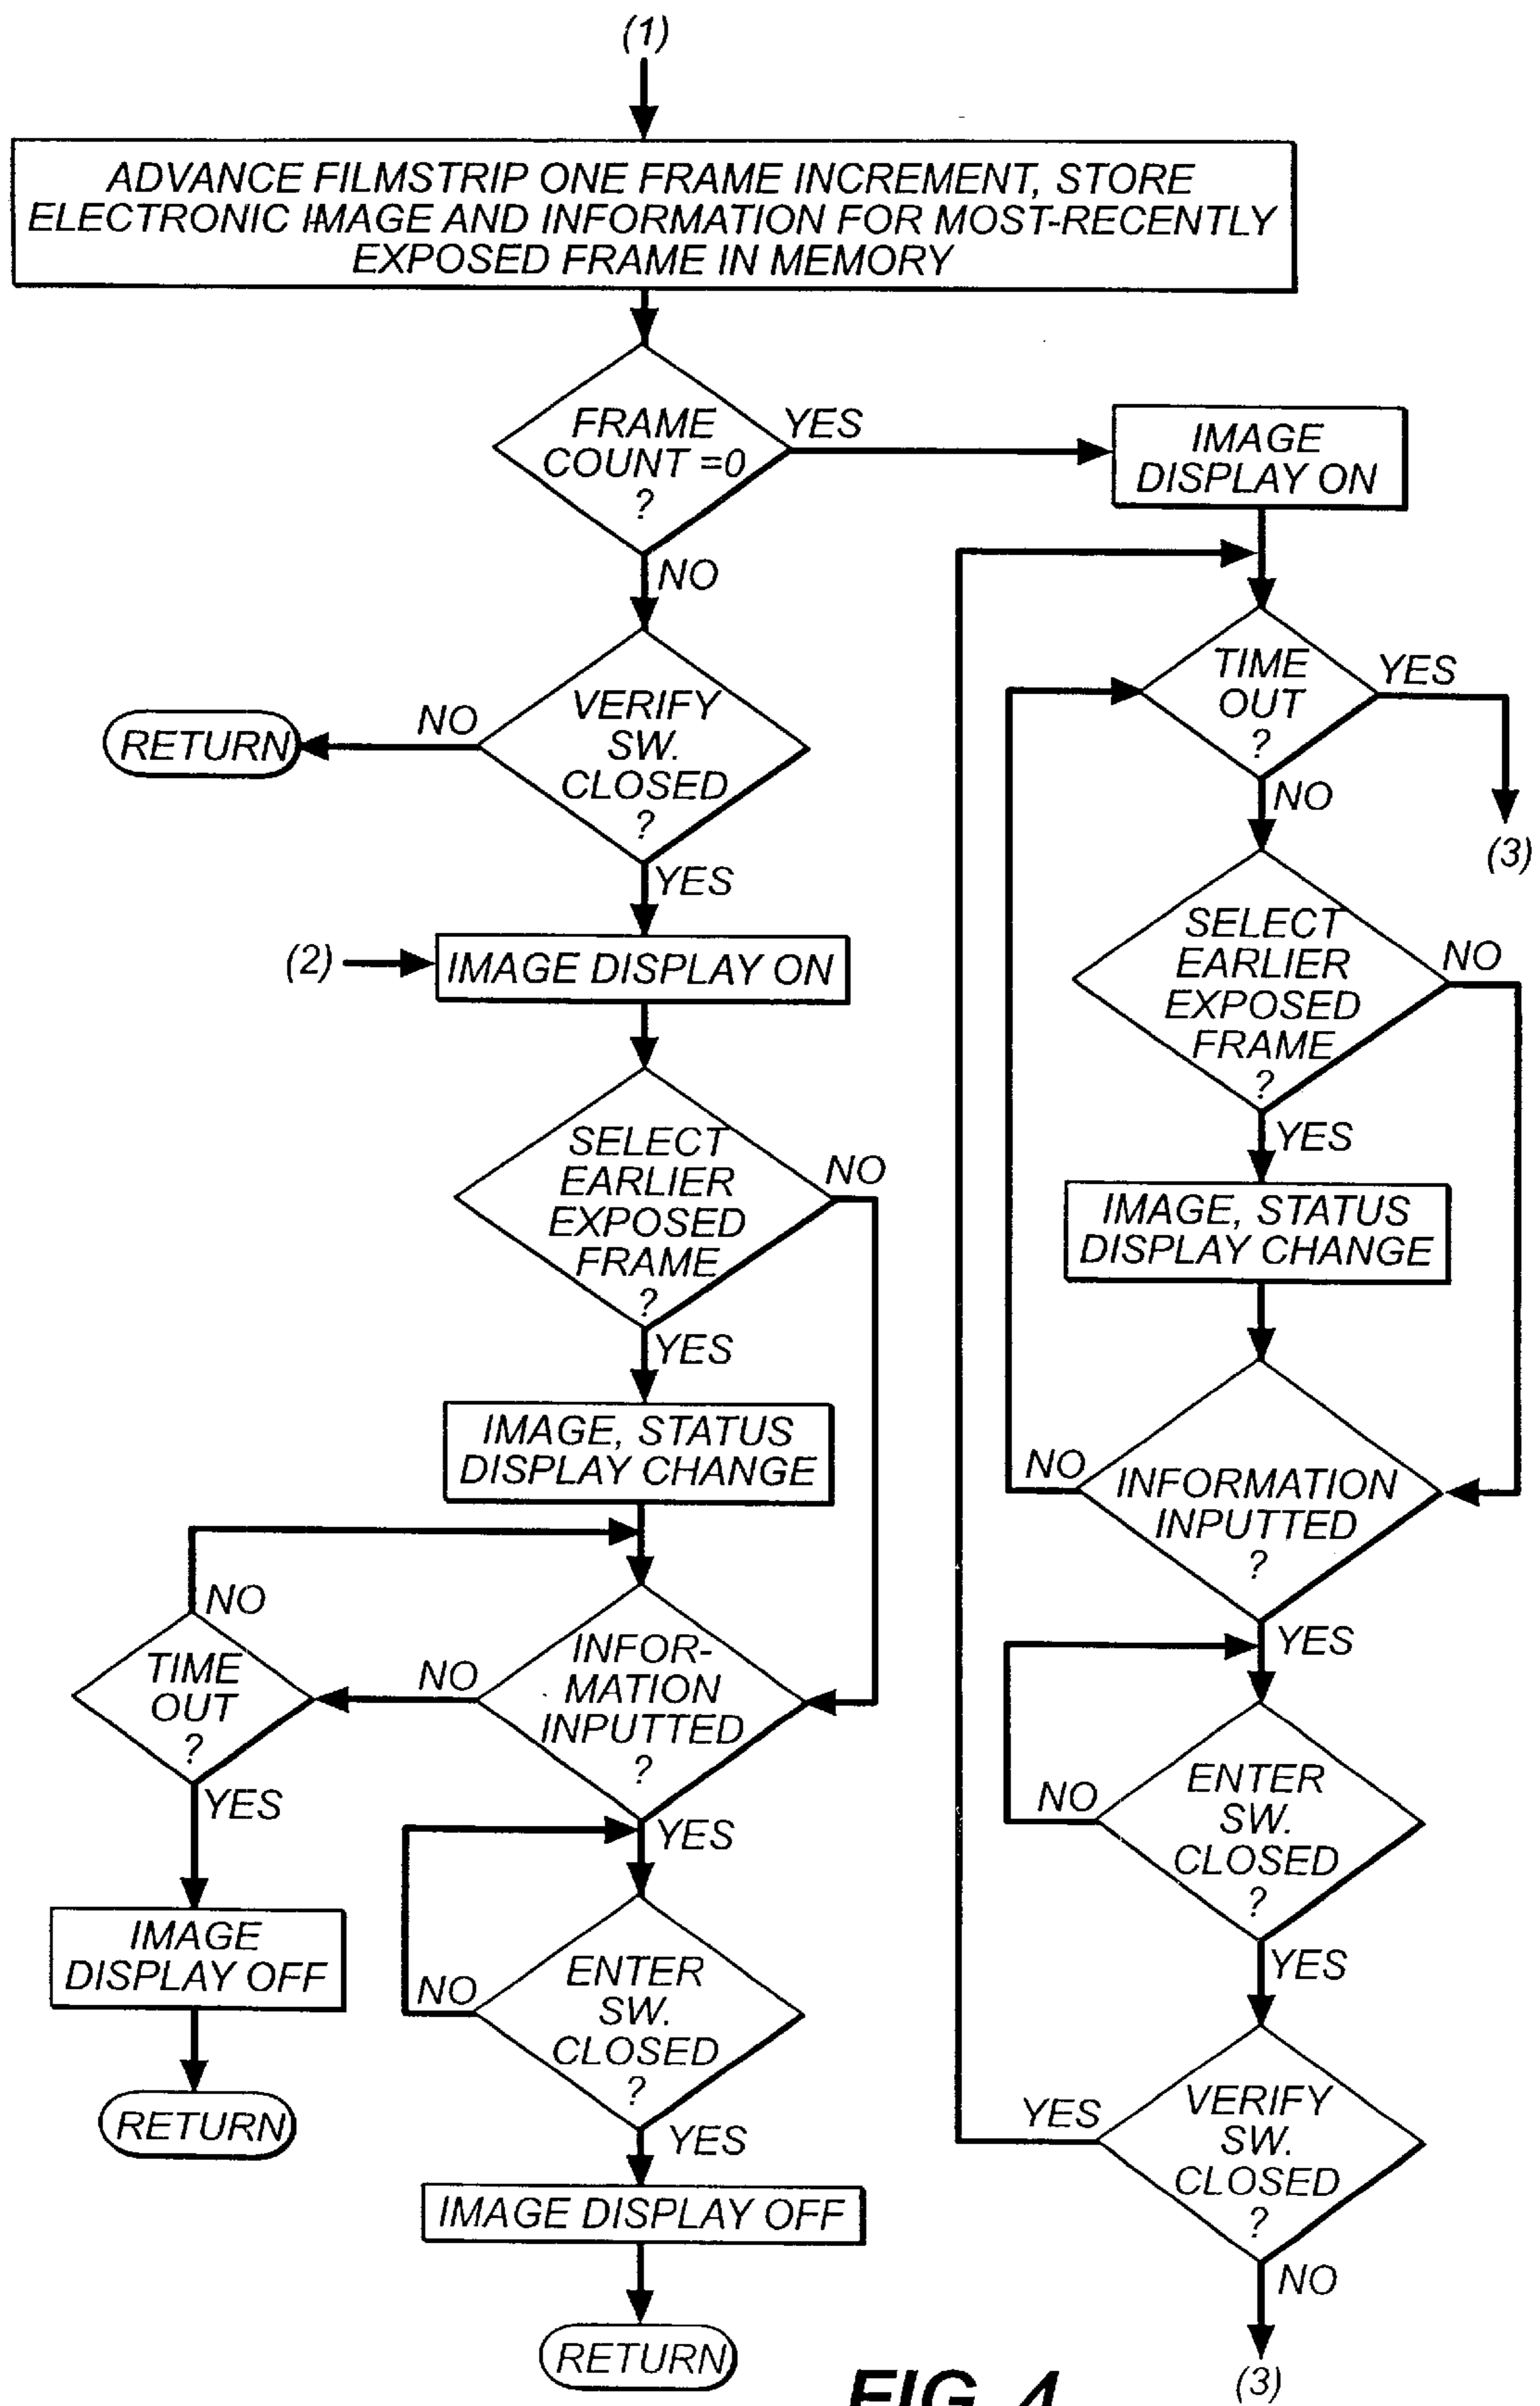 (1)
ADVANCE FILMSTRIP ONE FRAME INCREMENT, STORE
ELECTRONIC IMAGE AND INFORMATION FOR MOST-RECENTLY
EXPOSED FRAME IN MEMORY
FRAME
COUNT =0
?
YES
NO
VERIFY
SW.
CLOSED
?
NO
RETURN
YES
(2)
IMAGE DISPLAY ON
SELECT
EARLIER
EXPOSED
FRAME
?
NO
YES
IMAGE, STATUS
DISPLAY CHANGE
INFOR-
MATION
INPUTTED
?
NO
TIME
OUT
?
NO
YES
IMAGE
DISPLAY OFF
RETURN
YES
ENTER
SW.
CLOSED
?
NO
YES
IMAGE DISPLAY OFF
RETURN
IMAGE
DISPLAY ON
TIME
OUT
?
YES
(3)
NO
SELECT
EARLIER
EXPOSED
FRAME
?
NO
YES
IMAGE, STATUS
DISPLAY CHANGE
INFORMATION
INPUTTED
?
NO
YES
ENTER
SW.
CLOSED
?
NO
YES
VERIFY
SW.
CLOSED
?
YES
NO
(3)
FIG. 4